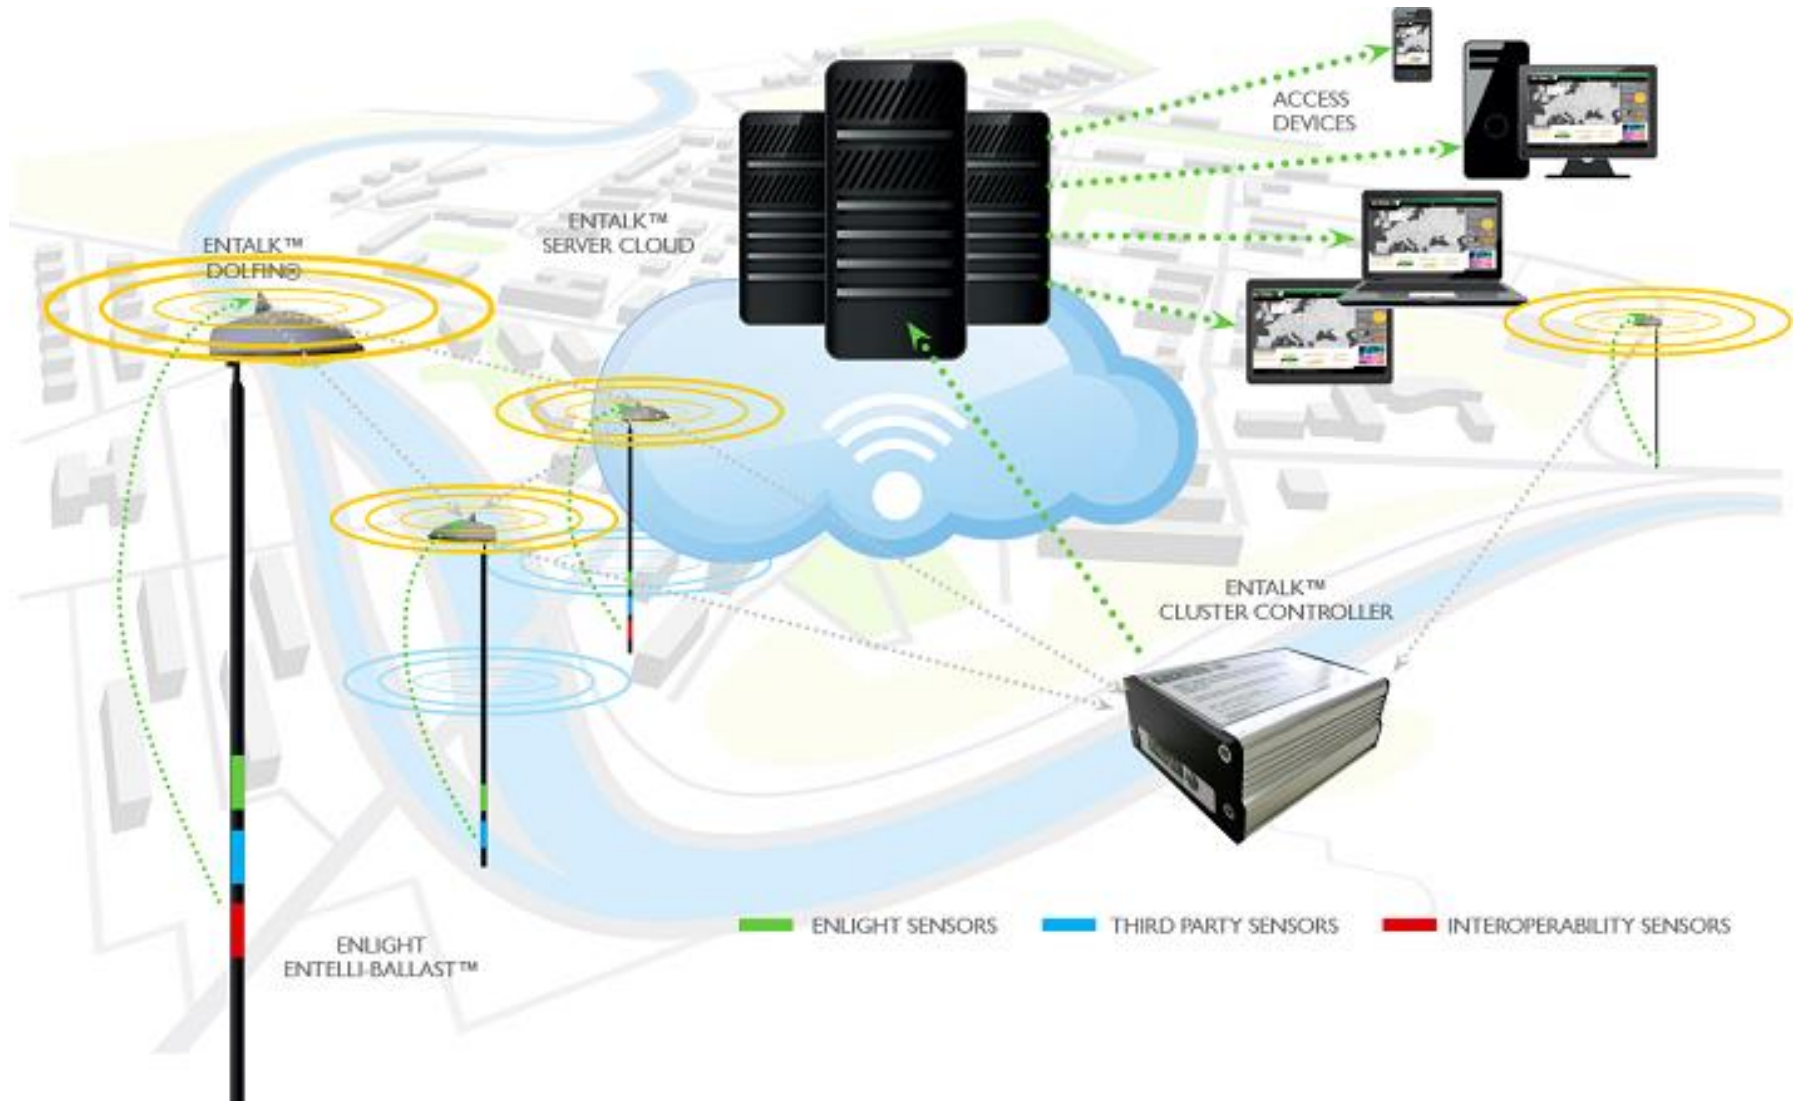 ACCESS
DEVICES
ENTALK™
SERVER CLOUD
ENTALK™
DOLFIN®
ENTALK™
CLUSTER CONTROLLER
ENLIGHT SENSORS
THIRD PARTY SENSORS
INTEROPERABILITY SENSORS
ENLIGHT
ENTELLI-BALLAST™